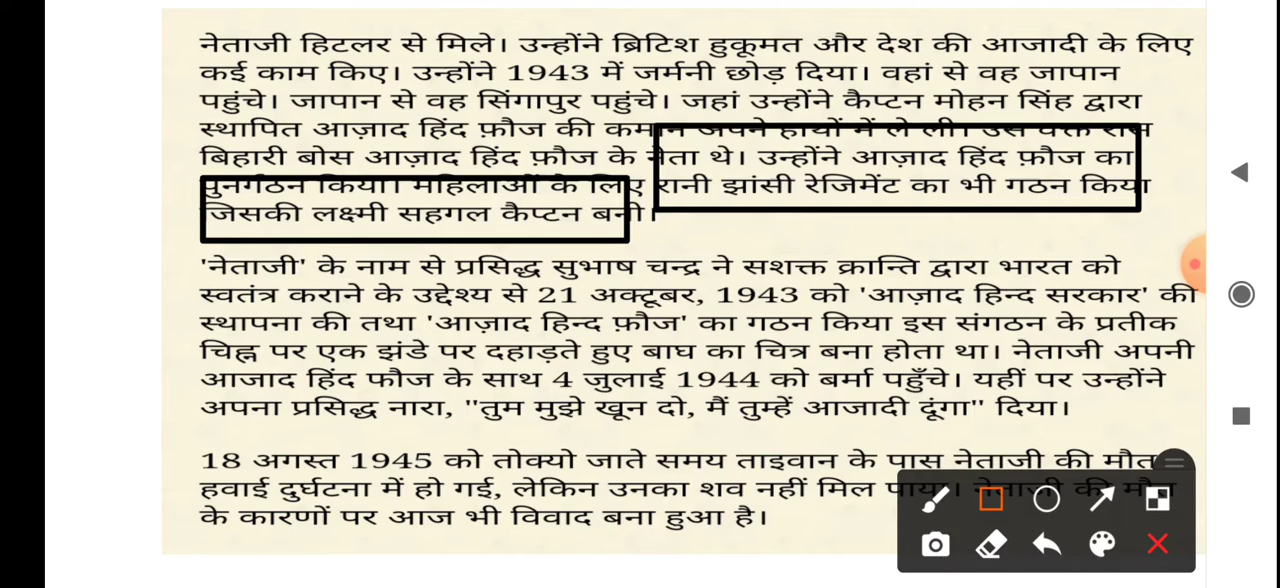 नेताजी हिटलर से मिले। उन्होंने ब्रिटिश हुकूमत और देश की आजादी के लिए
कई काम किए। उन्होंने 1943 में जर्मनी छोड़ दिया। वहां से वह जापान
पहुंचे। जापान से वह सिंगापुर पहुंचे। जहां उन्होंने कैप्टन मोहन सिंह द्वारा
स्थापित आज़ाद हिंद फ़ौज की कमान अपने हाथों में ले ली। उस वक्त रास
बिहारी बोस आज़ाद हिंद फ़ौज के नेता थे। उन्होंने आज़ाद हिंद फ़ौज का
पुनर्गठन किया। महिलाओं के लिए रानी झांसी रेजिमेंट का भी गठन किया
जिसकी लक्ष्मी सहगल कैप्टन बनी।
'नेताजी' के नाम से प्रसिद्ध सुभाष चन्द्र ने सशक्त क्रान्ति द्वारा भारत को
स्वतंत्र कराने के उद्देश्य से 21 अक्टूबर, 1943 को 'आज़ाद हिन्द सरकार' की
स्थापना की तथा 'आज़ाद हिन्द फ़ौज' का गठन किया इस संगठन के प्रतीक
चिह्न पर एक झंडे पर दहाड़ते हुए बाघ का चित्र बना होता था। नेताजी अपनी
आजाद हिंद फौज के साथ 4 जुलाई 1944 को बर्मा पहुँचे। यहीं पर उन्होंने
अपना प्रसिद्ध नारा, "तुम मुझे खून दो, मैं तुम्हें आजादी दूंगा" दिया।
18 अगस्त 1945 को तोक्यो जाते समय ताइवान के पास नेताजी की मौत
हवाई दुर्घटना में हो गई, लेकिन उनका शव नहीं मिल पाया। नेताजी की मौत
के कारणों पर आज भी विवाद बना हुआ है।